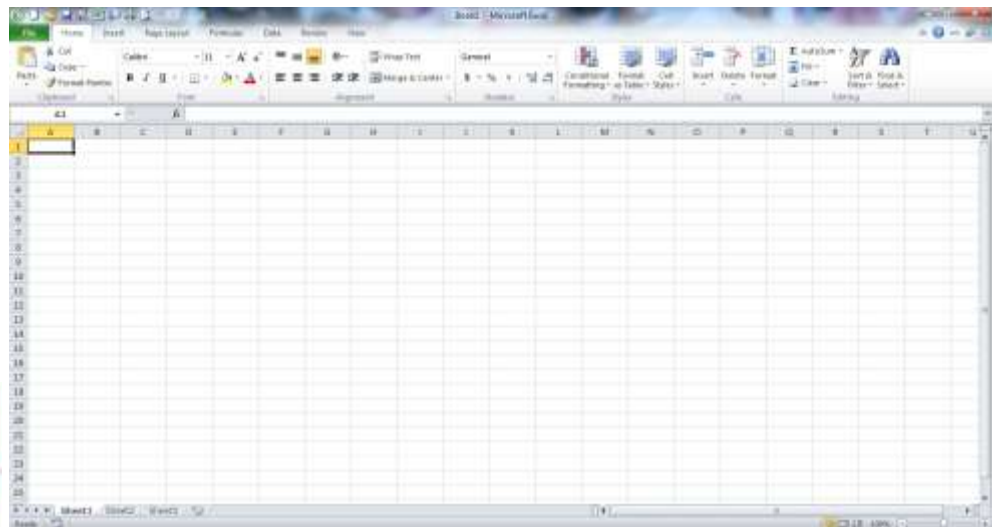 Book1 - Microsoft Excel
File Home Insert Page Layout Formulas Data Review View
Cut
Copy
Paste
Format Painter
Calibri 11
B I U
Wrap Text
Merge & Center
General
$ % ,
Conditional Formatting
Format as Table
Cell Styles
Insert Delete Format
Σ AutoSum
Fill
Clear
Sort & Filter
Find & Select
Clipboard Font Alignment Number Styles Cells Editing
A1 fx
A B C D E F G H I J K L M N O P Q R S T U
1
2
3
4
5
6
7
8
9
10
11
12
13
14
15
16
17
18
19
20
21
22
23
24
25
Sheet1 Sheet2 Sheet3
Ready 100%